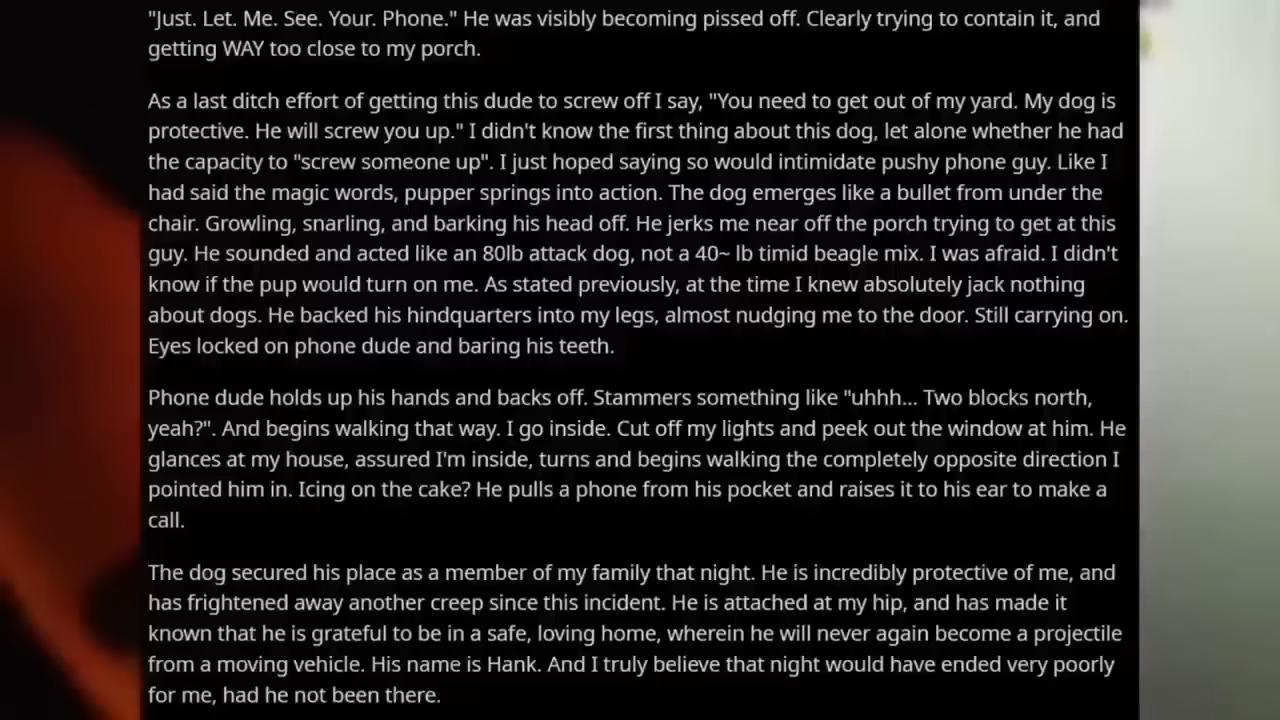 "Just. Let. Me. See. Your. Phone." He was visibly becoming pissed off. Clearly trying to contain it, and
getting WAY too close to my porch.
As a last ditch effort of getting this dude to screw off I say, "You need to get out of my yard. My dog is
protective. He will screw you up." I didn't know the first thing about this dog, let alone whether he had
the capacity to "screw someone up". I just hoped saying so would intimidate pushy phone guy. Like I
had said the magic words, pupper springs into action. The dog emerges like a bullet from under the
chair. Growling, snarling, and barking his head off. He jerks me near off the porch trying to get at this
guy. He sounded and acted like an 80lb attack dog, not a 40~ lb timid beagle mix. I was afraid. I didn't
know if the pup would turn on me. As stated previously, at the time I knew absolutely jack nothing
about dogs. He backed his hindquarters into my legs, almost nudging me to the door. Still carrying on.
Eyes locked on phone dude and baring his teeth.
Phone dude holds up his hands and backs off. Stammers something like "uhhh... Two blocks north,
yeah?". And begins walking that way. I go inside. Cut off my lights and peek out the window at him. He
glances at my house, assured I'm inside, turns and begins walking the completely opposite direction I
pointed him in. Icing on the cake? He pulls a phone from his pocket and raises it to his ear to make a
call.
The dog secured his place as a member of my family that night. He is incredibly protective of me, and
has frightened away another creep since this incident. He is attached at my hip, and has made it
known that he is grateful to be in a safe, loving home, wherein he will never again become a projectile
from a moving vehicle. His name is Hank. And I truly believe that night would have ended very poorly
for me, had he not been there.